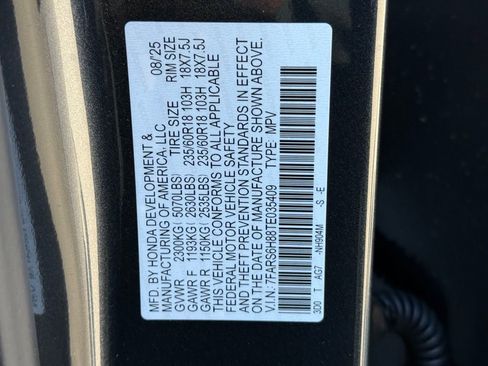 MFD. BY HONDA DEVELOPMENT & 08/25
MANUFACTURING OF AMERICA, LLC
TIRE SIZE RIM SIZE
GVWR 2300KG ( 5070LBS)
GAWR F 1193KG ( 2630LBS) 235/60R18 103H 18X7.5J
GAWR R 1150KG ( 2535LBS) 235/60R18 103H 18X7.5J
THIS VEHICLE CONFORMS TO ALL APPLICABLE
FEDERAL MOTOR VEHICLE SAFETY
AND THEFT PREVENTION STANDARDS IN EFFECT
ON THE DATE OF MANUFACTURE SHOWN ABOVE.
V.I.N.: 7FARS6H88TE035409 TYPE: MPV
3D0 T AG7 -NH904M -S -E